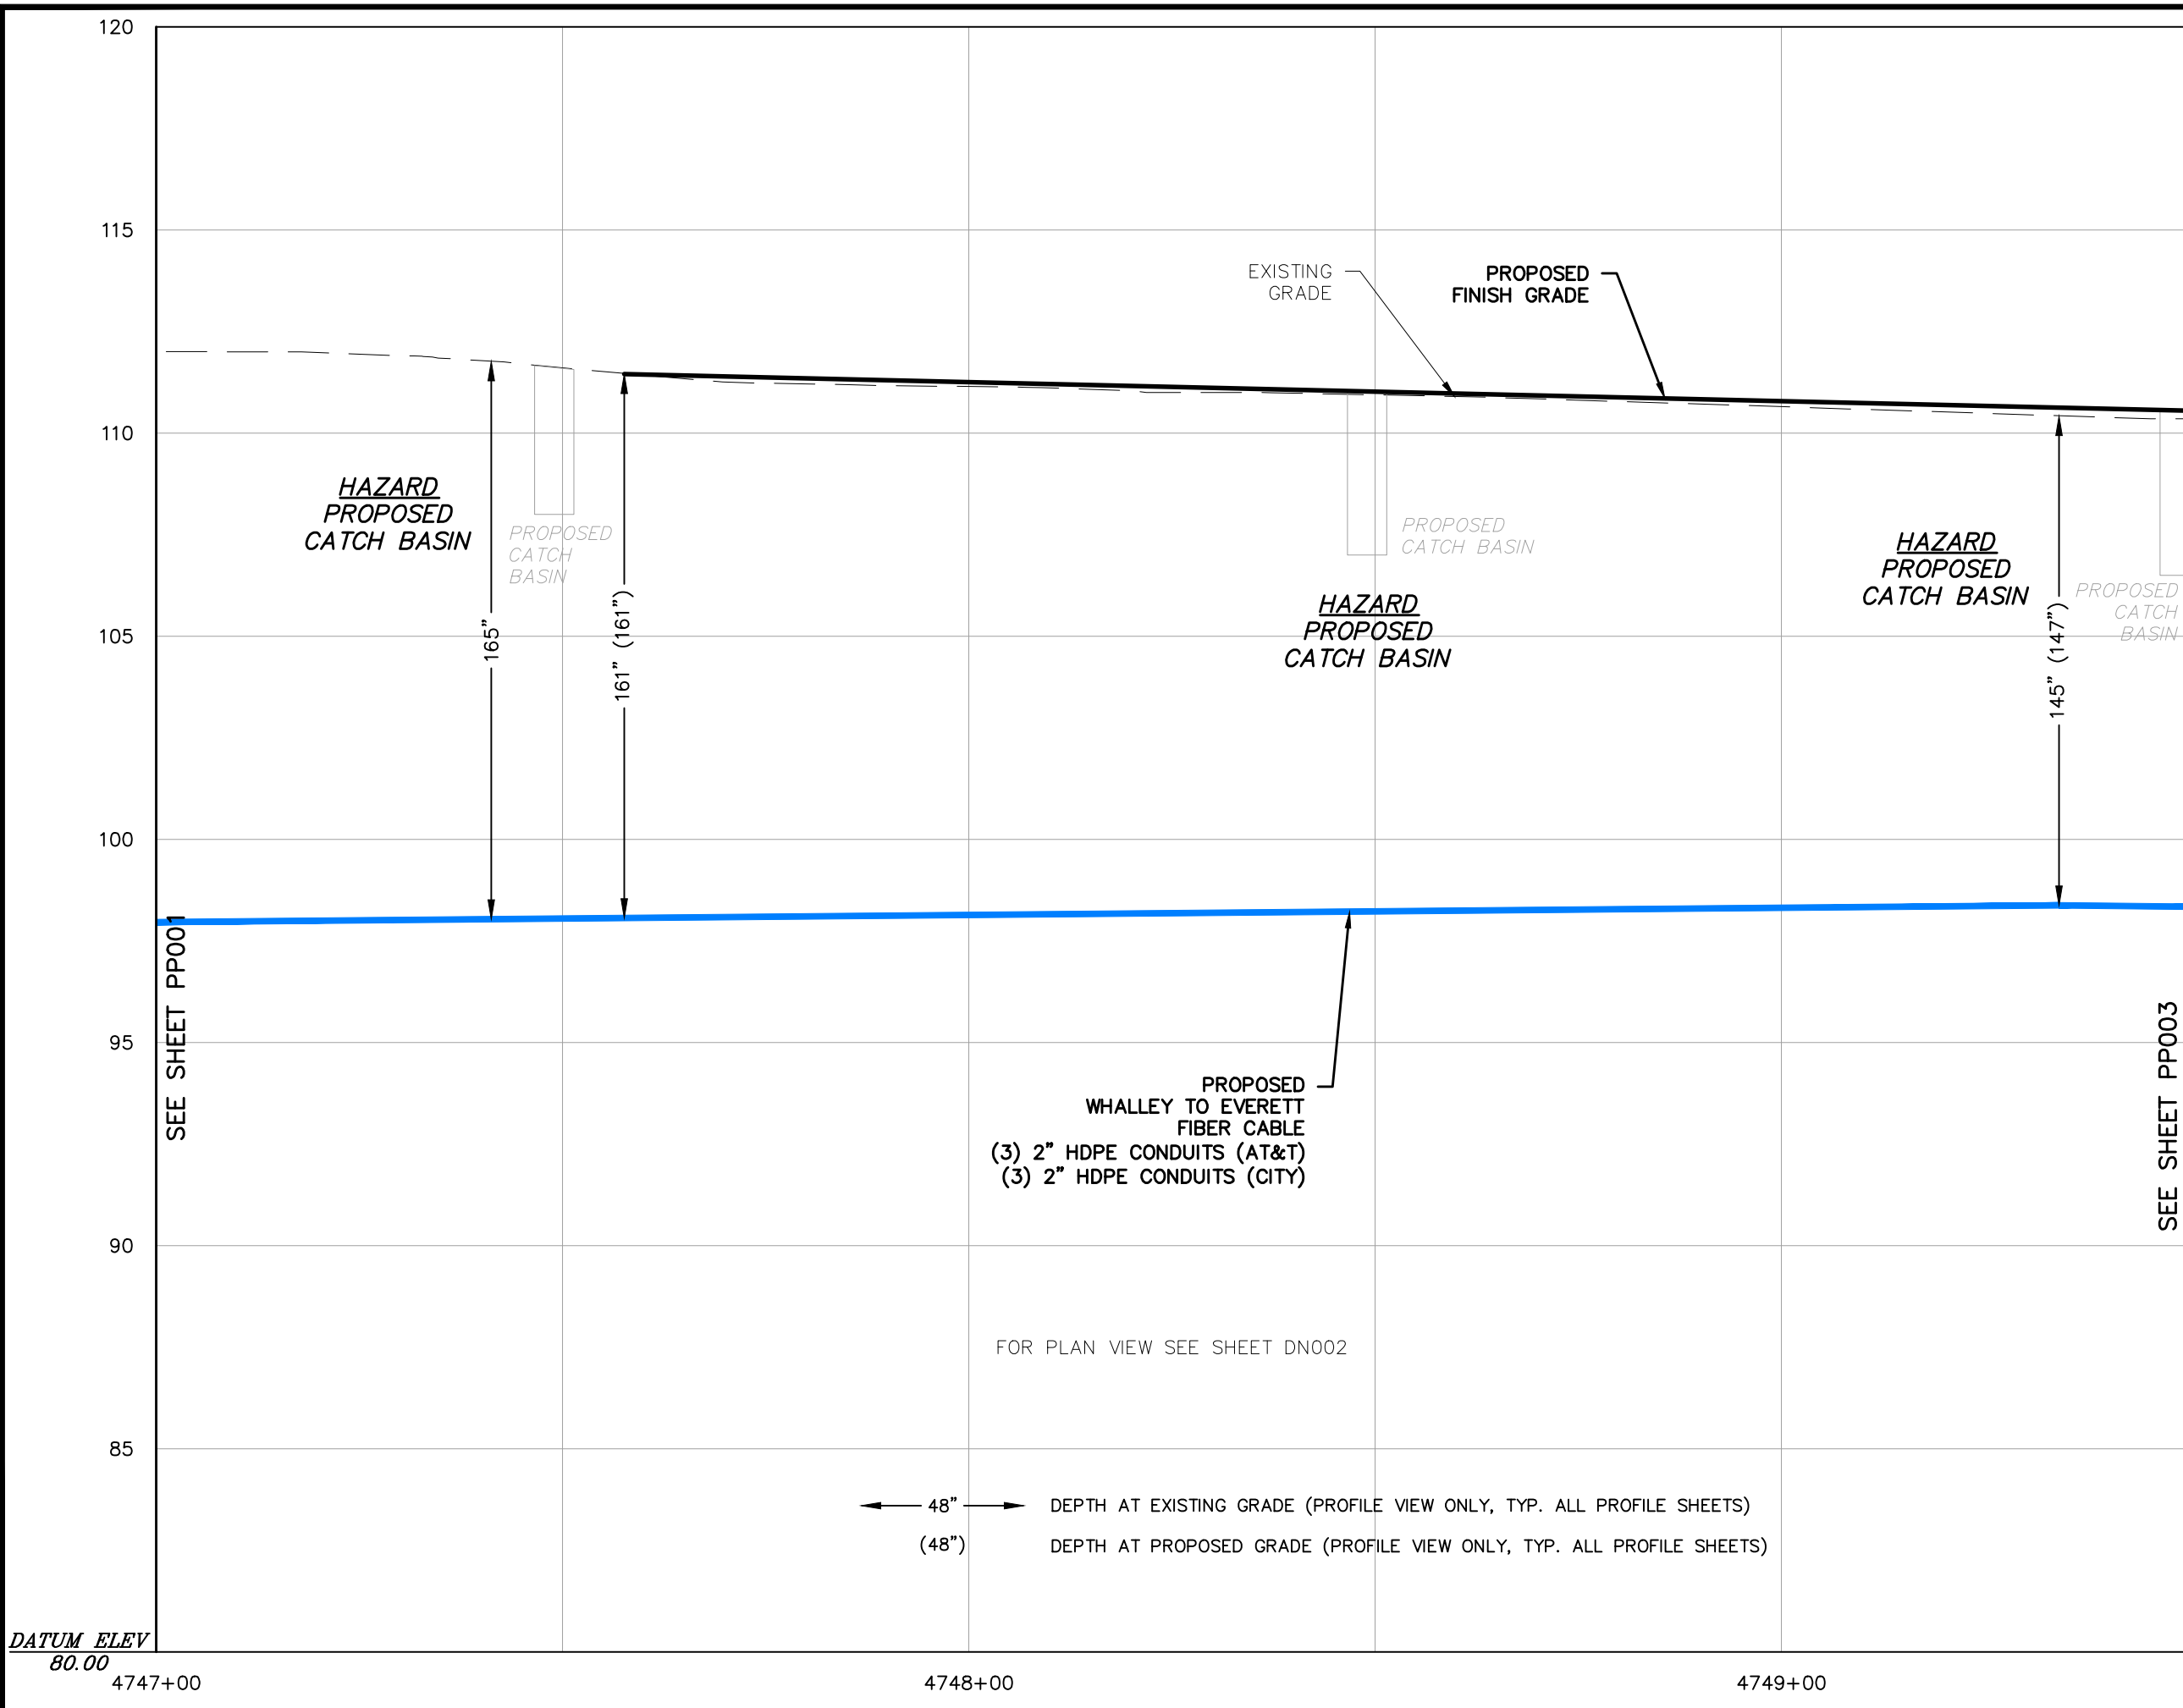 120
115
110
105
100
95
90
85
DATUM ELEV
80.00
4747+00
4748+00
4749+00
EXISTING
GRADE
PROPOSED
FINISH GRADE
HAZARD
PROPOSED
CATCH BASIN
PROPOSED
CATCH
BASIN
165"
161" (161")
PROPOSED
CATCH BASIN
HAZARD
PROPOSED
CATCH BASIN
HAZARD
PROPOSED
CATCH BASIN
PROPOSED
CATCH
BASIN
145" (147")
SEE SHEET PP001
SEE SHEET PP003
PROPOSED
WHALLEY TO EVERETT
FIBER CABLE
(3) 2" HDPE CONDUITS (AT&T)
(3) 2" HDPE CONDUITS (CITY)
FOR PLAN VIEW SEE SHEET DN002
48" DEPTH AT EXISTING GRADE (PROFILE VIEW ONLY, TYP. ALL PROFILE SHEETS)
(48") DEPTH AT PROPOSED GRADE (PROFILE VIEW ONLY, TYP. ALL PROFILE SHEETS)